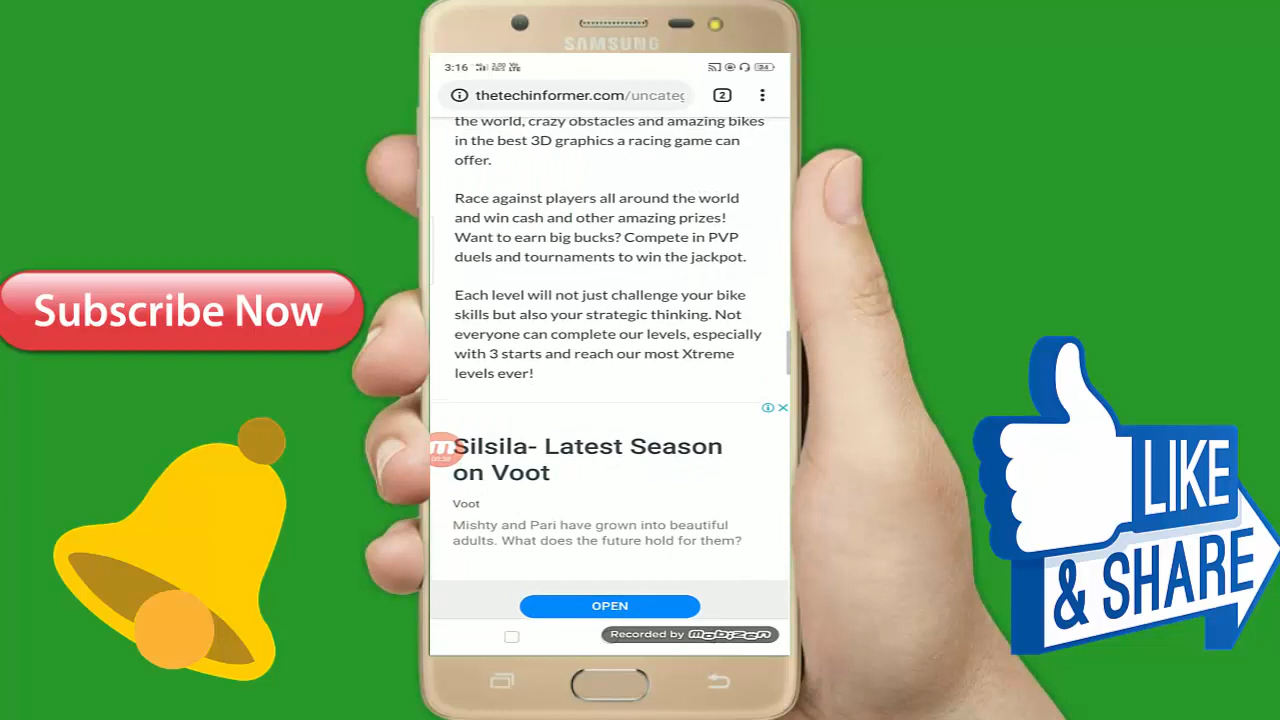 SAMSUNG
3:16
LTE
34
thetechinformer.com/uncateg
2
the world, crazy obstacles and amazing bikes
in the best 3D graphics a racing game can
offer.
Race against players all around the world
and win cash and other amazing prizes!
Want to earn big bucks? Compete in PVP
duels and tournaments to win the jackpot.
Each level will not just challenge your bike
skills but also your strategic thinking. Not
everyone can complete our levels, especially
with 3 starts and reach our most Xtreme
levels ever!
Silsila- Latest Season
on Voot
Voot
Mishty and Pari have grown into beautiful
adults. What does the future hold for them?
OPEN
Recorded by mobizen
Subscribe Now
LIKE
& SHARE